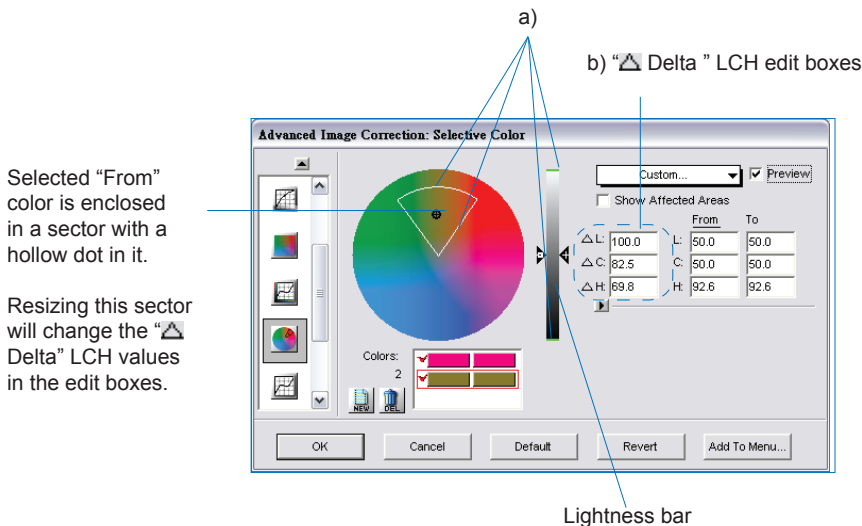 a)
b) “△ Delta ” LCH edit boxes
Advanced Image Correction: Selective Color
Selected “From”
color is enclosed
in a sector with a
hollow dot in it.
Resizing this sector
will change the “△
Delta” LCH values
in the edit boxes.
Custom...
Preview
Show Affected Areas
From To
△ L: 100.0 L: 50.0 50.0
△ C: 82.5 C: 50.0 50.0
△ H: 69.8 H: 92.6 92.6
Colors:
2
NEW DEL
OK Cancel Default Revert Add To Menu...
Lightness bar